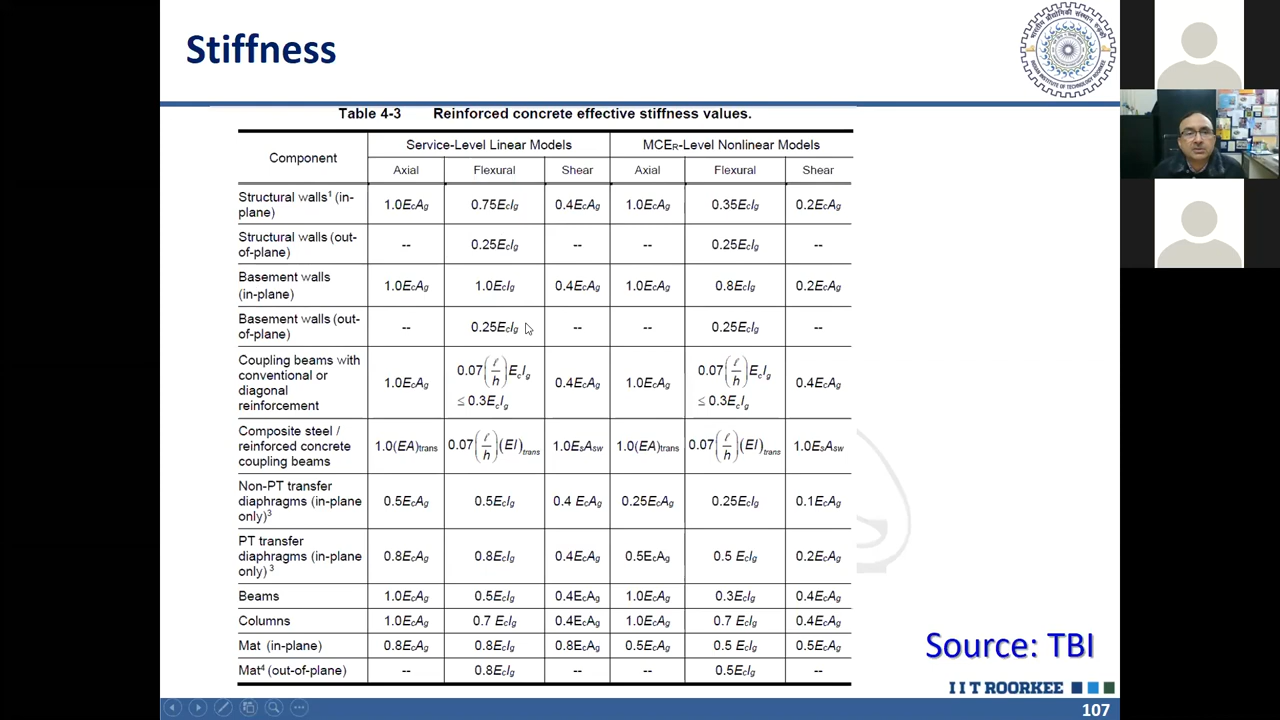 Stiffness
Table 4-3 Reinforced concrete effective stiffness values.
Component
Service-Level Linear Models MCER-Level Nonlinear Models
Axial Flexural Shear Axial Flexural Shear
Structural walls1 (in-
plane)
1.0EcAg 0.75EcIg 0.4EcAg 1.0EcAg 0.35EcIg 0.2EcAg
Structural walls (out-
of-plane)
-- 0.25EcIg -- -- 0.25EcIg --
Basement walls
(in-plane)
1.0EcAg 1.0EcIg 0.4EcAg 1.0EcAg 0.8EcIg 0.2EcAg
Basement walls (out-
of-plane)
-- 0.25EcIg -- -- 0.25EcIg --
Coupling beams with
conventional or
diagonal
reinforcement
1.0EcAg 0.07(ℓ/h)EcIg ≤ 0.3EcIg 0.4EcAg 1.0EcAg 0.07(ℓ/h)EcIg ≤ 0.3EcIg 0.4EcAg
Composite steel /
reinforced concrete
coupling beams
1.0(EA)trans 0.07(ℓ/h)(EI)trans 1.0EsAsw 1.0(EA)trans 0.07(ℓ/h)(EI)trans 1.0EsAsw
Non-PT transfer
diaphragms (in-plane
only)3
0.5EcAg 0.5EcIg 0.4 EcAg 0.25EcAg 0.25EcIg 0.1EcAg
PT transfer
diaphragms (in-plane
only) 3
0.8EcAg 0.8EcIg 0.4EcAg 0.5EcAg 0.5 EcIg 0.2EcAg
Beams 1.0EcAg 0.5EcIg 0.4EcAg 1.0EcAg 0.3EcIg 0.4EcAg
Columns 1.0EcAg 0.7 EcIg 0.4EcAg 1.0EcAg 0.7 EcIg 0.4EcAg
Mat (in-plane) 0.8EcAg 0.8EcIg 0.8EcAg 0.5EcAg 0.5 EcIg 0.5EcAg
Mat4 (out-of-plane) -- 0.8EcIg -- -- 0.5EcIg --
Source: TBI
I I T ROORKEE
107